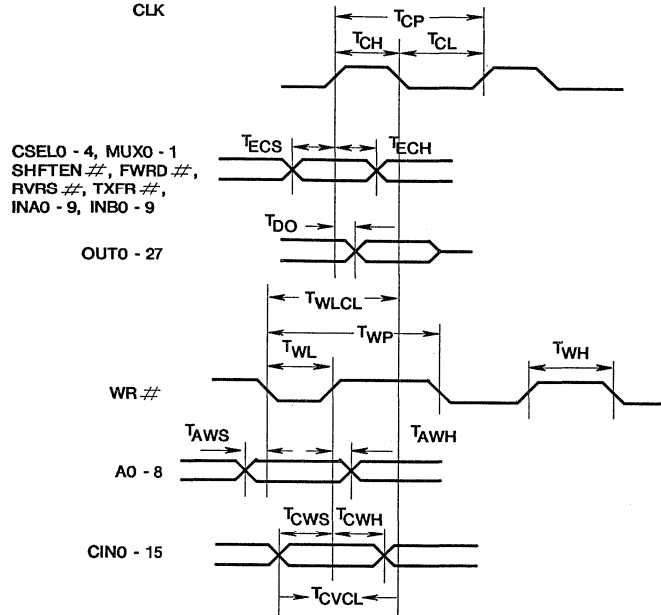 CLK
TCP
TCH
TCL
TECS
TECH
CSEL0 - 4, MUX0 - 1
SHFTEN #, FWRD #,
RVRS #, TXFR #,
INA0 - 9, INB0 - 9
TDO
OUT0 - 27
TWLCL
TWP
TWL
TWH
WR #
TAWS
TAWH
A0 - 8
TCWS
TCWH
CIN0 - 15
TCVCL